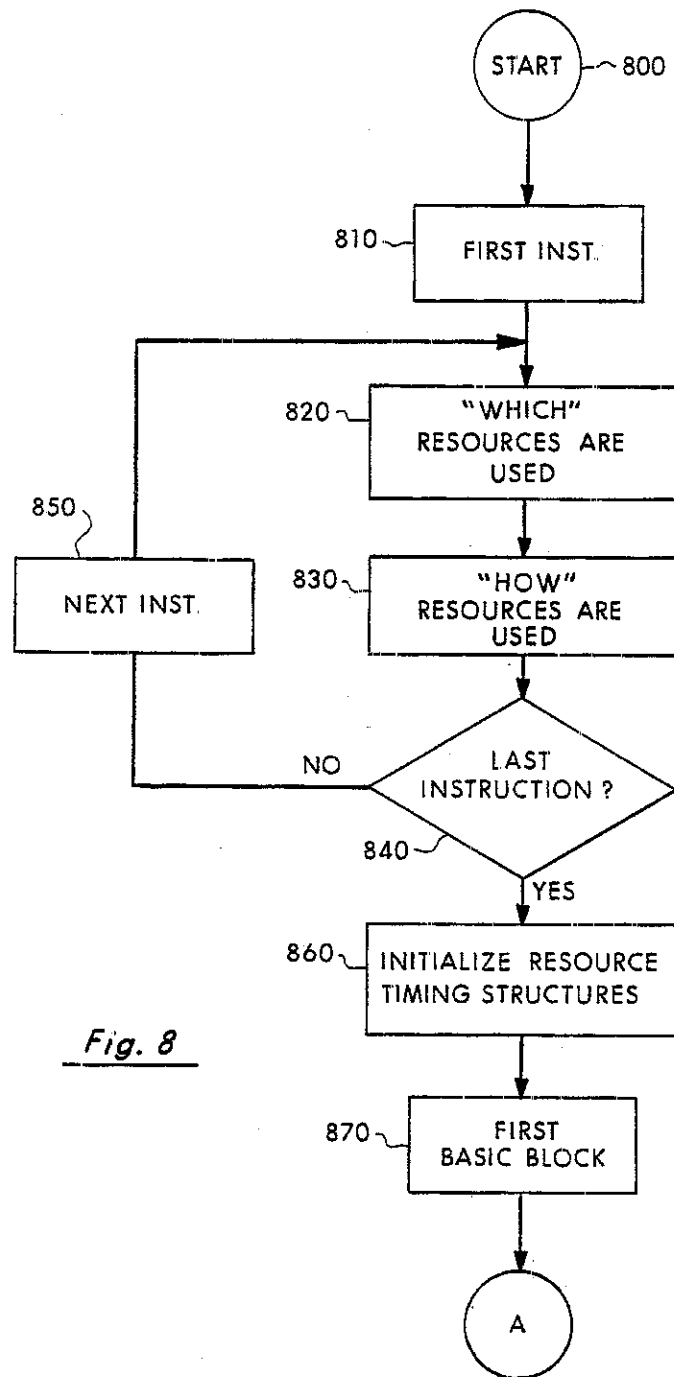 START
800
810
FIRST INST.
820
"WHICH"
RESOURCES ARE
USED
850
NEXT INST.
830
"HOW"
RESOURCES ARE
USED
NO
LAST
INSTRUCTION ?
840
YES
860
INITIALIZE RESOURCE
TIMING STRUCTURES
Fig. 8
870
FIRST
BASIC BLOCK
A